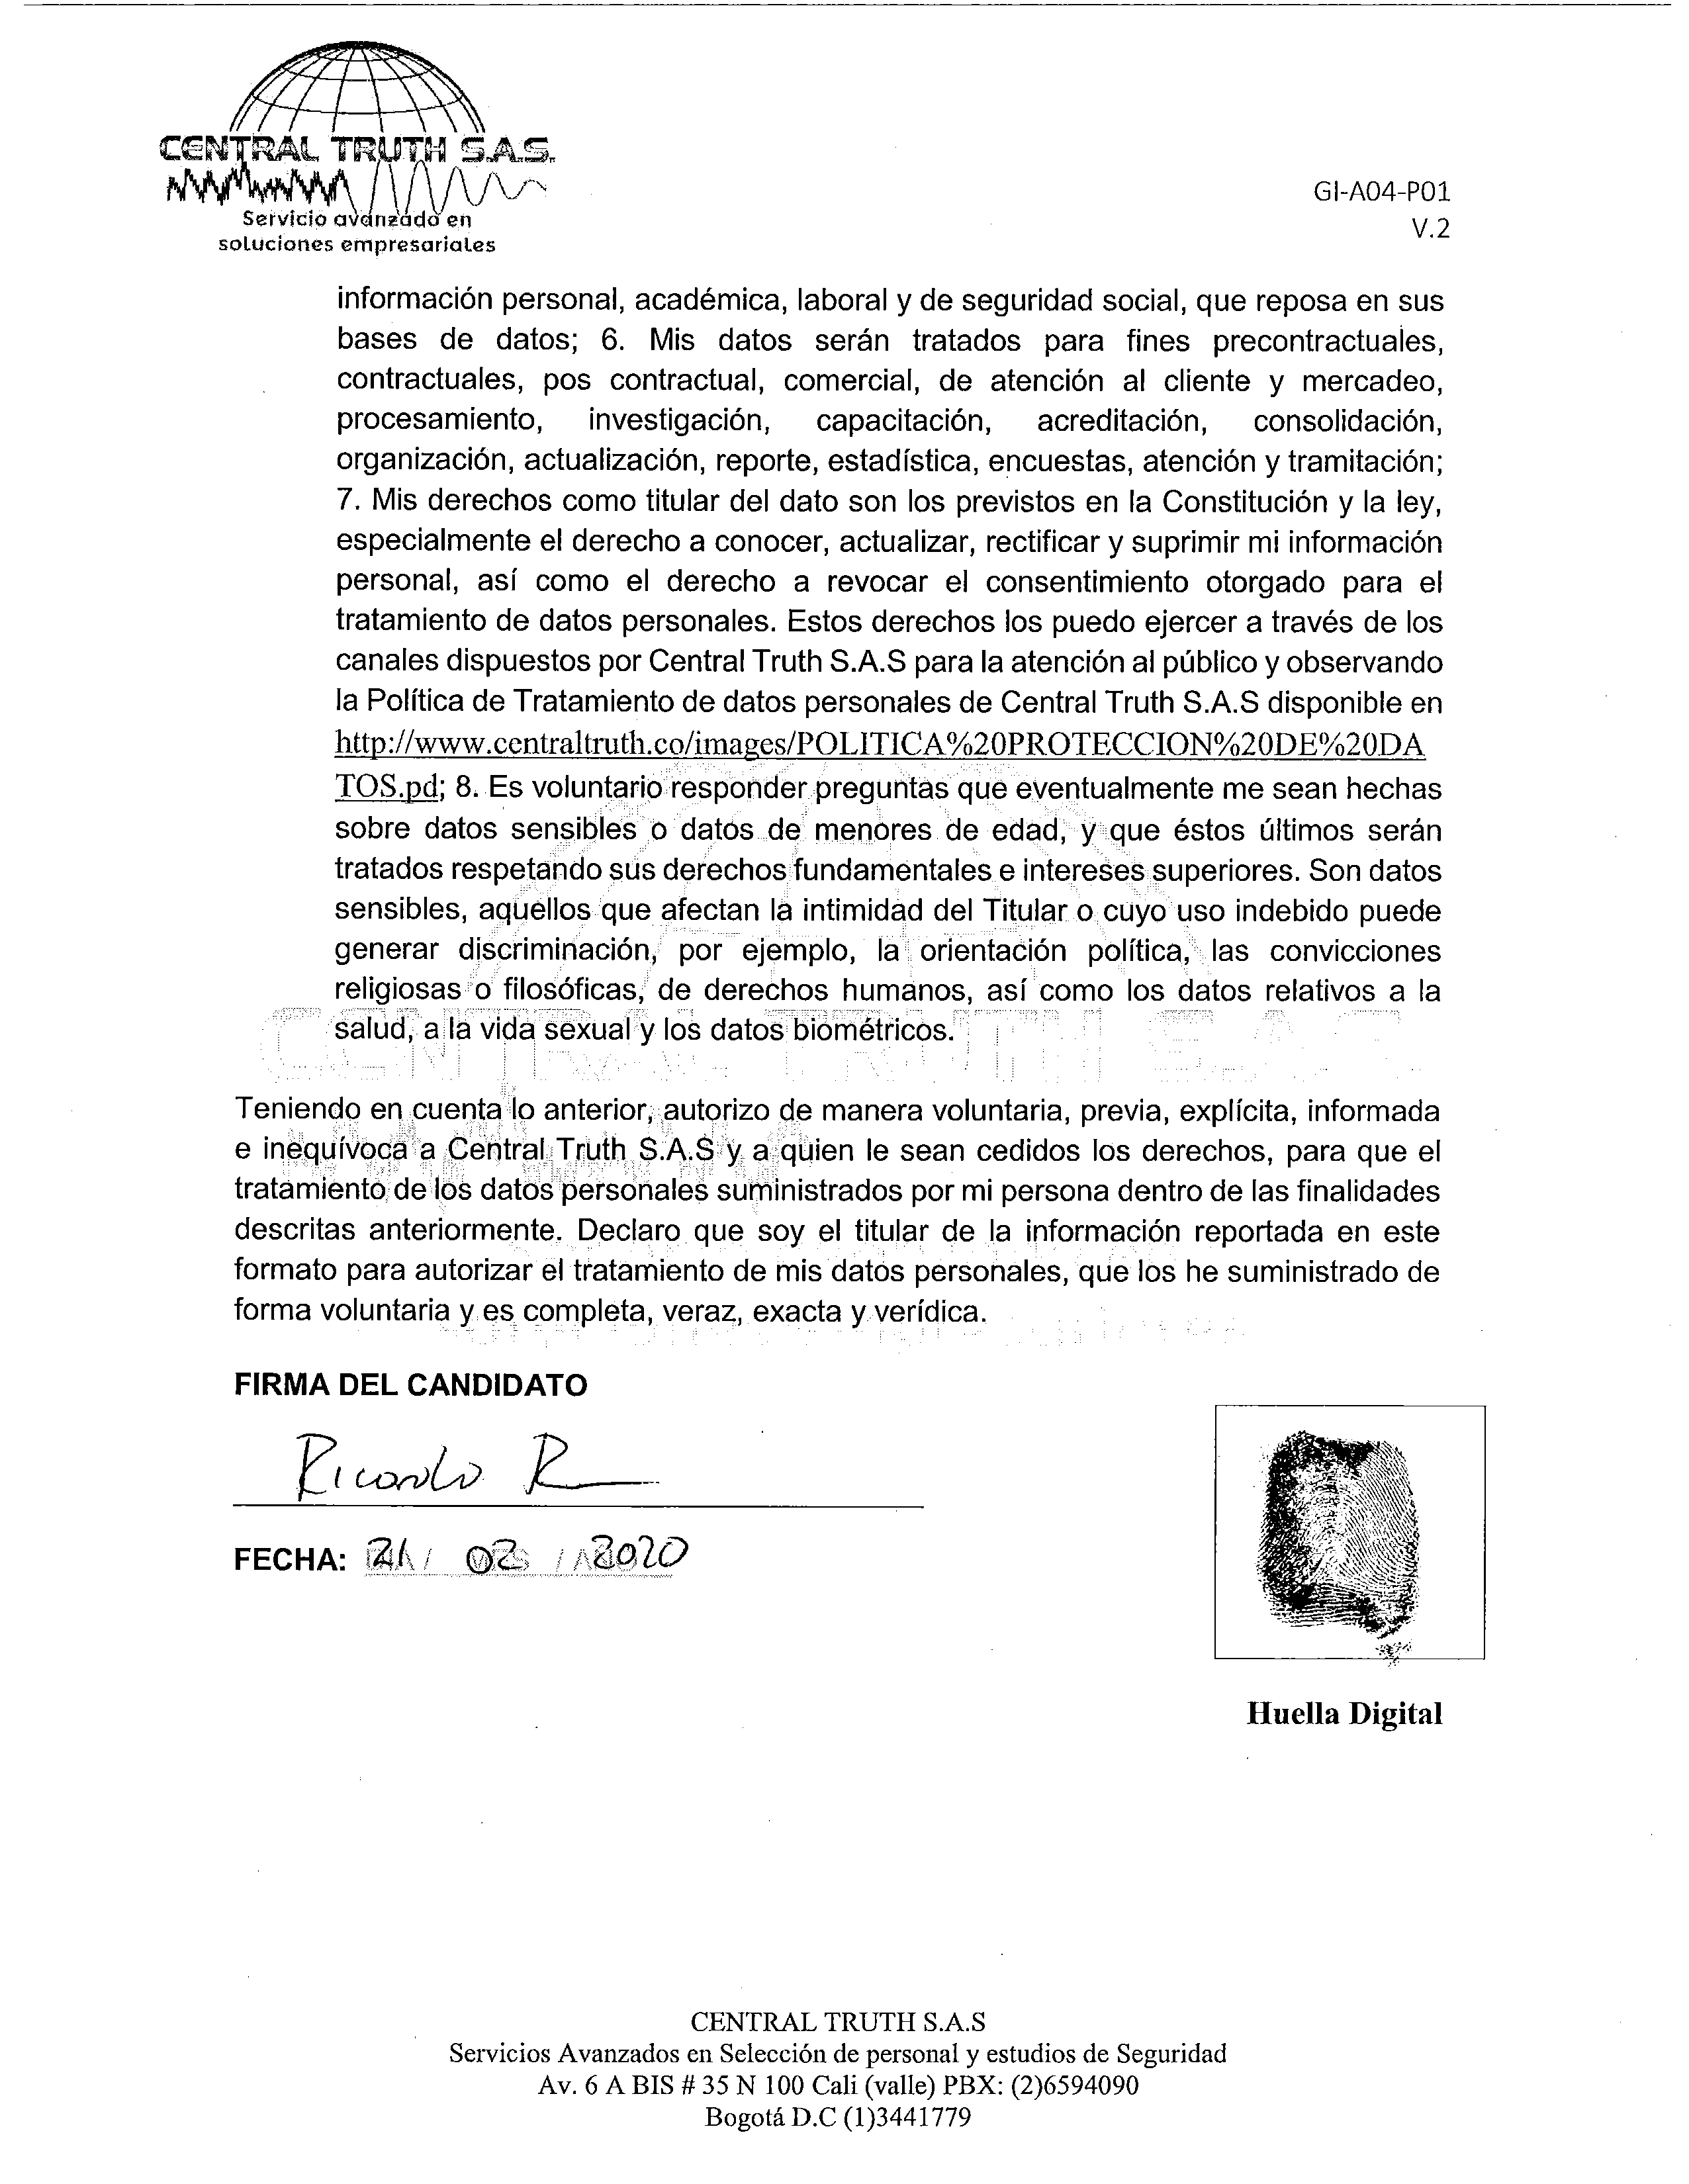 CENTRAL TRUTH S.A.S.
Servicio avanzado en
soluciones empresariales
GI-A04-P01
V.2
información personal, académica, laboral y de seguridad social, que reposa en sus
bases de datos; 6. Mis datos serán tratados para fines precontractuales,
contractuales, pos contractual, comercial, de atención al cliente y mercadeo,
procesamiento, investigación, capacitación, acreditación, consolidación,
organización, actualización, reporte, estadística, encuestas, atención y tramitación;
7. Mis derechos como titular del dato son los previstos en la Constitución y la ley,
especialmente el derecho a conocer, actualizar, rectificar y suprimir mi información
personal, así como el derecho a revocar el consentimiento otorgado para el
tratamiento de datos personales. Estos derechos los puedo ejercer a través de los
canales dispuestos por Central Truth S.A.S para la atención al público y observando
la Política de Tratamiento de datos personales de Central Truth S.A.S disponible en
http://www.centraltruth.co/images/POLITICA%20PROTECCION%20DE%20DA
TOS.pd; 8. Es voluntario responder preguntas que eventualmente me sean hechas
sobre datos sensibles o datos de menores de edad, y que éstos últimos serán
tratados respetando sus derechos fundamentales e intereses superiores. Son datos
sensibles, aquellos que afectan la intimidad del Titular o cuyo uso indebido puede
generar discriminación, por ejemplo, la orientación política, las convicciones
religiosas o filosóficas, de derechos humanos, así como los datos relativos a la
salud, a la vida sexual y los datos biométricos.
CENTRAL TRUTH S.A.S
Teniendo en cuenta lo anterior, autorizo de manera voluntaria, previa, explícita, informada
e inequívoca a Central Truth S.A.S y a quien le sean cedidos los derechos, para que el
tratamiento de los datos personales suministrados por mi persona dentro de las finalidades
descritas anteriormente. Declaro que soy el titular de la información reportada en este
formato para autorizar el tratamiento de mis datos personales, que los he suministrado de
forma voluntaria y es completa, veraz, exacta y verídica.
FIRMA DEL CANDIDATO
Ricardo R
FECHA: 21 / 02 / 2020
Huella Digital
CENTRAL TRUTH S.A.S
Servicios Avanzados en Selección de personal y estudios de Seguridad
Av. 6 A BIS # 35 N 100 Cali (valle) PBX: (2)6594090
Bogotá D.C (1)3441779